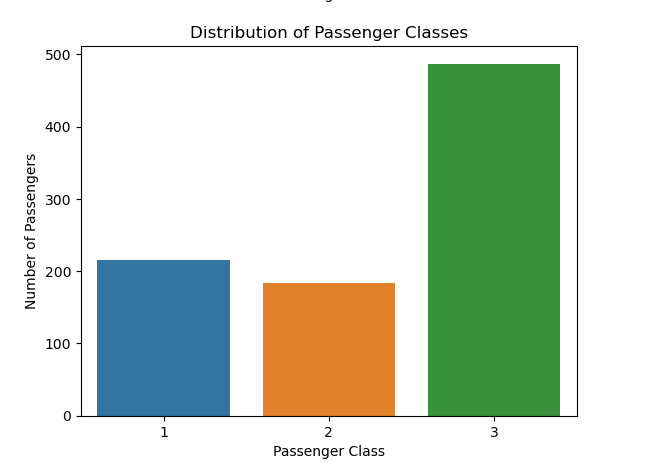 Distribution of Passenger Classes
500
400
300
200
100
0
Number of Passengers
1 2 3
Passenger Class